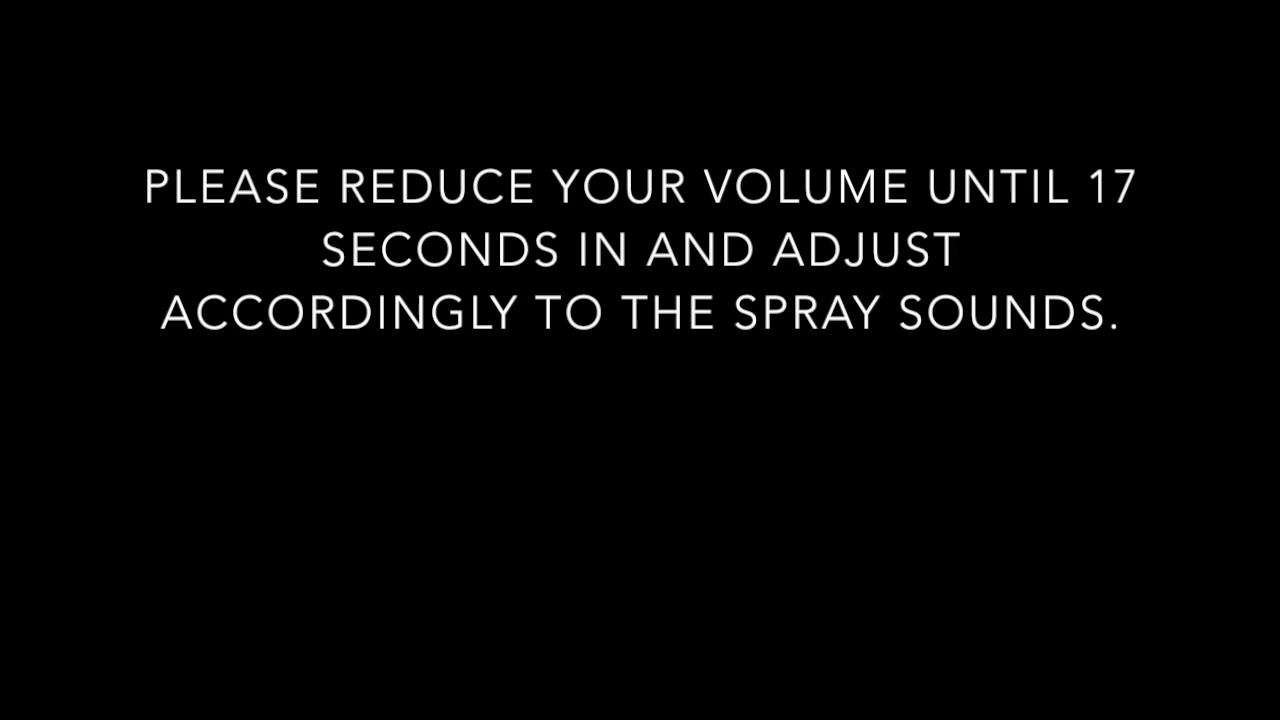 PLEASE REDUCE YOUR VOLUME UNTIL 17
SECONDS IN AND ADJUST
ACCORDINGLY TO THE SPRAY SOUNDS.